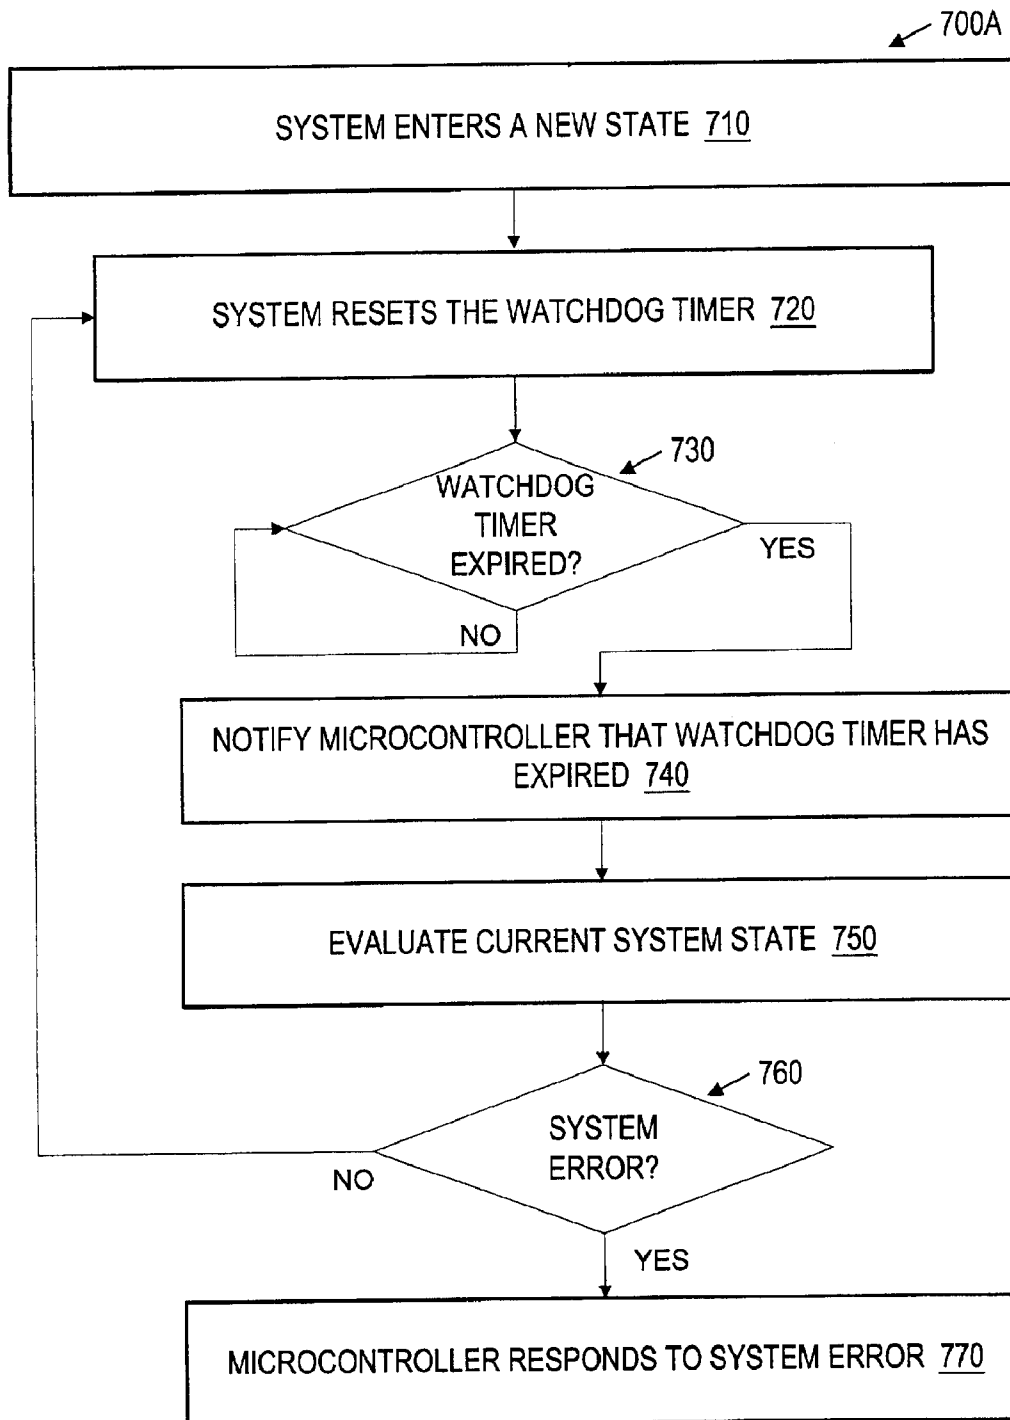 700A
SYSTEM ENTERS A NEW STATE 710
SYSTEM RESETS THE WATCHDOG TIMER 720
730
WATCHDOG
TIMER
EXPIRED?
YES
NO
NOTIFY MICROCONTROLLER THAT WATCHDOG TIMER HAS
EXPIRED 740
EVALUATE CURRENT SYSTEM STATE 750
760
SYSTEM
ERROR?
NO
YES
MICROCONTROLLER RESPONDS TO SYSTEM ERROR 770